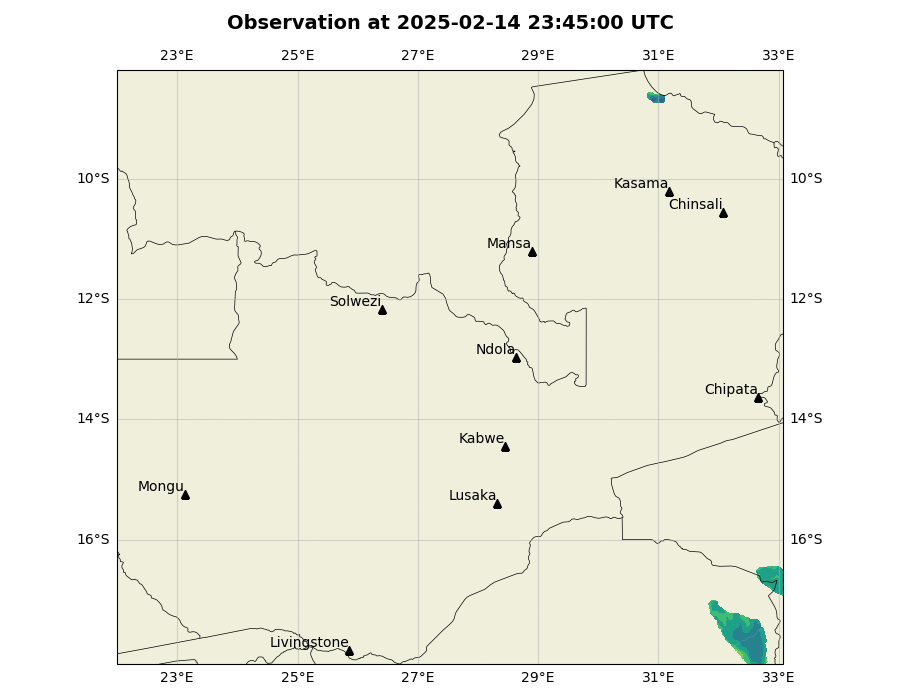 Observation at 2025-02-14 23:45:00 UTC
23°E 25°E 27°E 29°E 31°E 33°E
10°S 10°S
Kasama
Chinsali
Mansa
12°S 12°S
Solwezi
Ndola
Chipata
14°S 14°S
Kabwe
Mongu
Lusaka
16°S 16°S
Livingstone
23°E 25°E 27°E 29°E 31°E 33°E